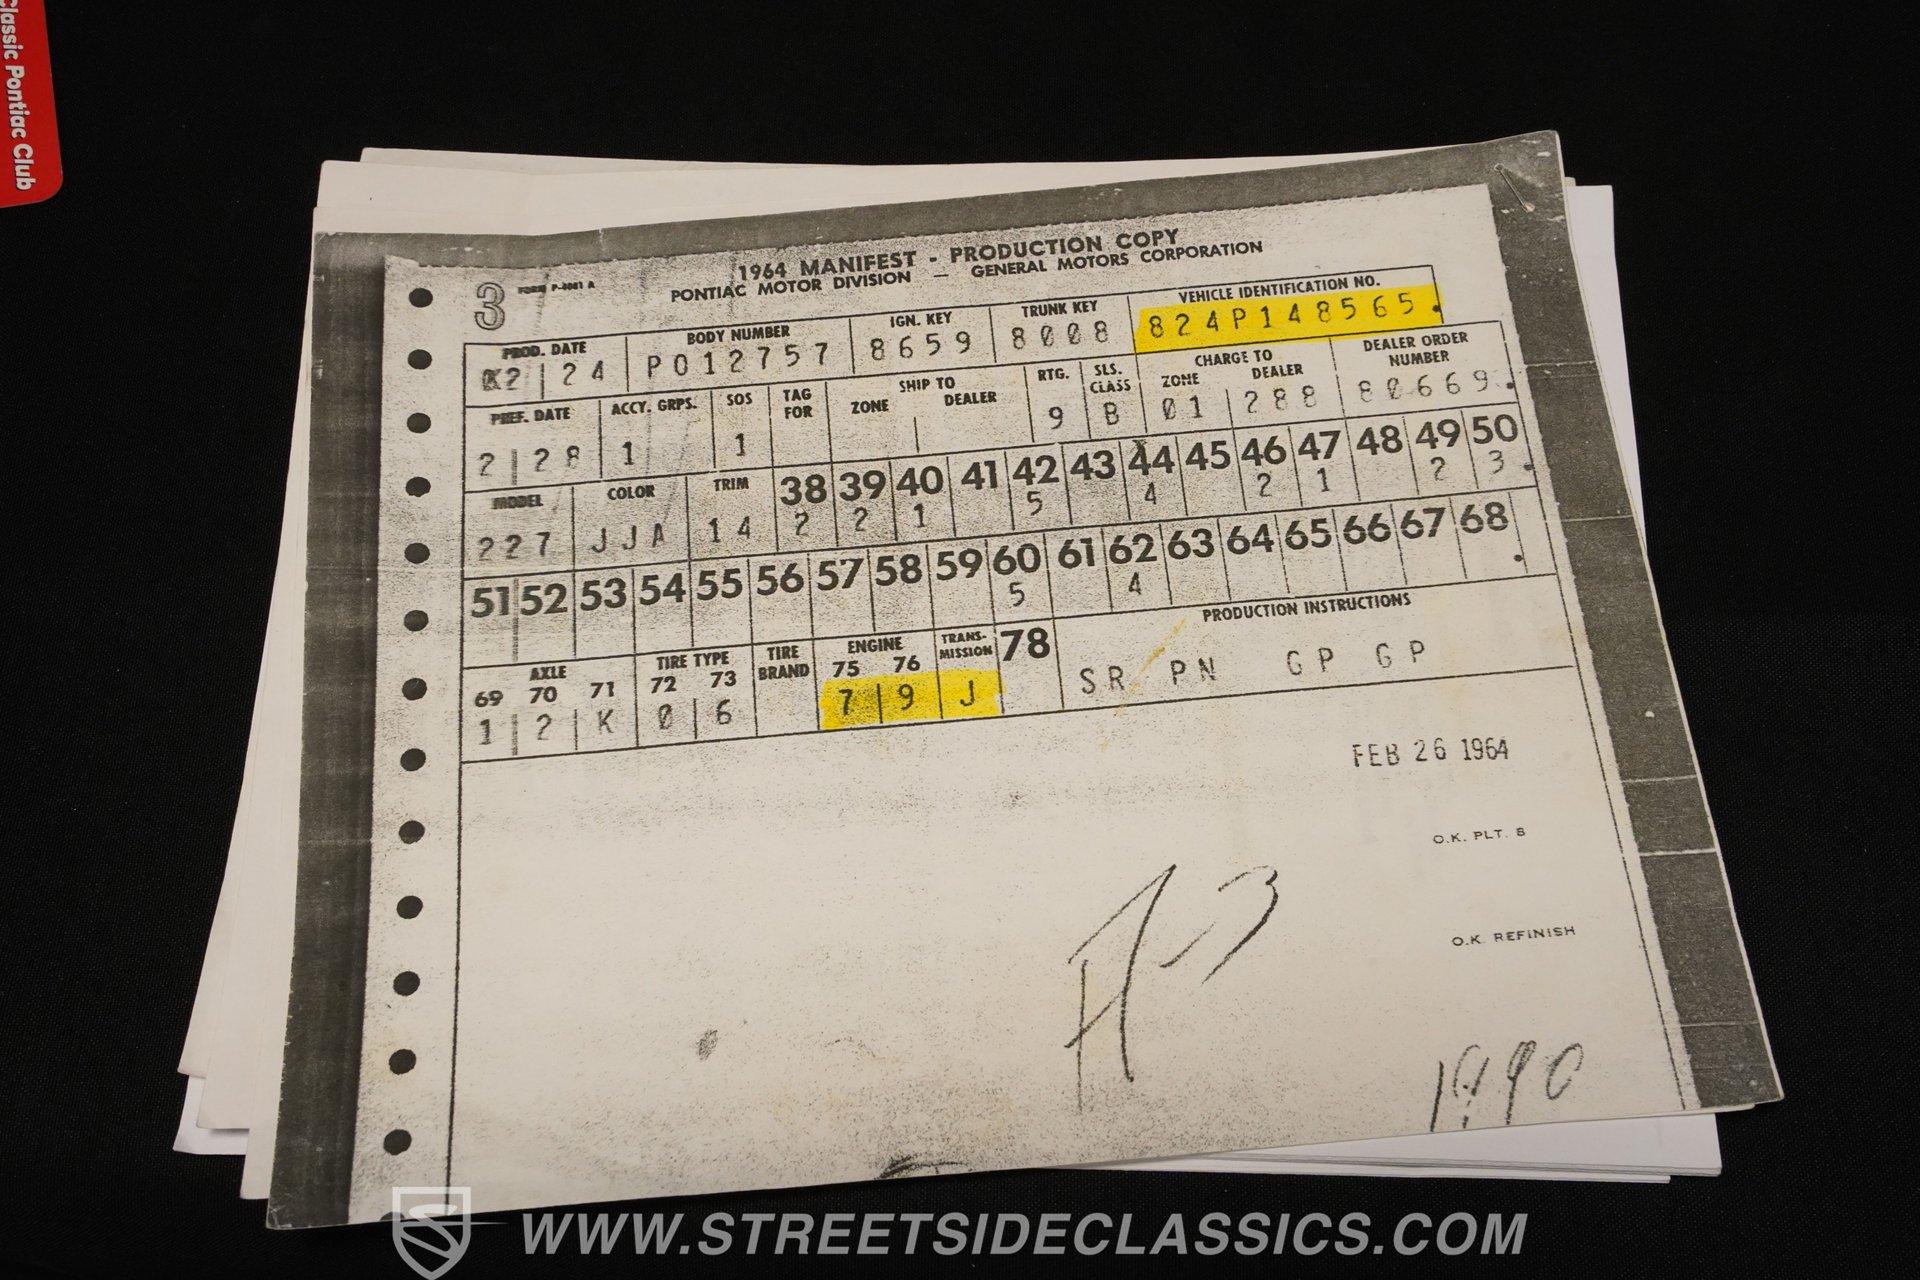 Classic Pontiac Club
3 FORM P-4081 A
1964 MANIFEST - PRODUCTION COPY
PONTIAC MOTOR DIVISION — GENERAL MOTORS CORPORATION
PROD. DATE BODY NUMBER IGN. KEY TRUNK KEY VEHICLE IDENTIFICATION NO.
02 24 P012757 8659 8008 824P148565.
PREF. DATE ACCY. GRPS. SOS TAG FOR SHIP TO ZONE DEALER RTG. SLS. CLASS CHARGE TO ZONE DEALER DEALER ORDER NUMBER
2 28 1 1 9 B 01 288 80669.
MODEL COLOR TRIM 38 39 40 41 42 43 44 45 46 47 48 49 50
227 JJA 14 2 2 1 5 4 2 1 2 3.
51 52 53 54 55 56 57 58 59 60 61 62 63 64 65 66 67 68
5 4 .
AXLE TIRE TYPE TIRE BRAND ENGINE TRANS-MISSION 78 PRODUCTION INSTRUCTIONS
69 70 71 72 73 75 76
1 2 K 0 6 7 9 J SR PN GP GP
FEB 26 1964
O.K. PLT. 8
O.K. REFINISH
1990
WWW.STREETSIDECLASSICS.COM